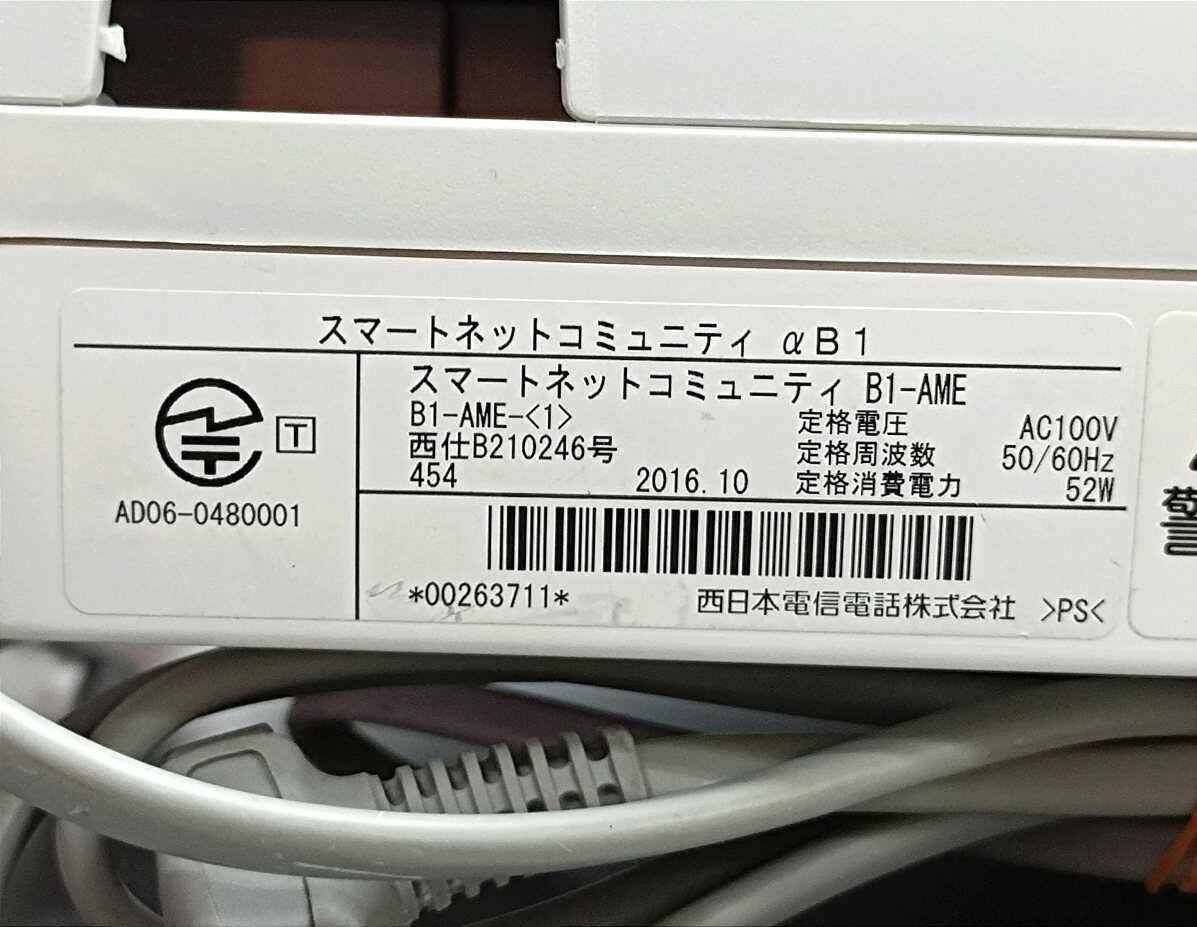 スマートネットコミュニティ αB1
T
AD06-0480001
スマートネットコミュニティ B1-AME
B1-AME-<1> 定格電圧 AC100V
西仕B210246号 定格周波数 50/60Hz
454 2016.10 定格消費電力 52W
*00263711* 西日本電信電話株式会社 >PS<
警